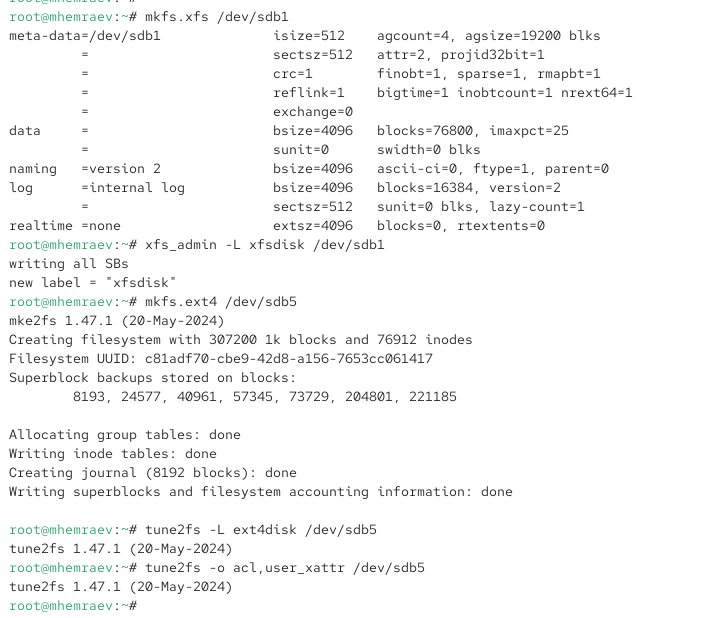 root@mhemraev:~# mkfs.xfs /dev/sdb1
meta-data=/dev/sdb1              isize=512    agcount=4, agsize=19200 blks
         =                       sectsz=512   attr=2, projid32bit=1
         =                       crc=1        finobt=1, sparse=1, rmapbt=1
         =                       reflink=1    bigtime=1 inobtcount=1 nrext64=1
         =                       exchange=0
data     =                       bsize=4096   blocks=76800, imaxpct=25
         =                       sunit=0      swidth=0 blks
naming   =version 2              bsize=4096   ascii-ci=0, ftype=1, parent=0
log      =internal log           bsize=4096   blocks=16384, version=2
         =                       sectsz=512   sunit=0 blks, lazy-count=1
realtime =none                   extsz=4096   blocks=0, rtextents=0
root@mhemraev:~# xfs_admin -L xfsdisk /dev/sdb1
writing all SBs
new label = "xfsdisk"
root@mhemraev:~# mkfs.ext4 /dev/sdb5
mke2fs 1.47.1 (20-May-2024)
Creating filesystem with 307200 1k blocks and 76912 inodes
Filesystem UUID: c81adf70-cbe9-42d8-a156-7653cc061417
Superblock backups stored on blocks:
        8193, 24577, 40961, 57345, 73729, 204801, 221185

Allocating group tables: done
Writing inode tables: done
Creating journal (8192 blocks): done
Writing superblocks and filesystem accounting information: done

root@mhemraev:~# tune2fs -L ext4disk /dev/sdb5
tune2fs 1.47.1 (20-May-2024)
root@mhemraev:~# tune2fs -o acl,user_xattr /dev/sdb5
tune2fs 1.47.1 (20-May-2024)
root@mhemraev:~#